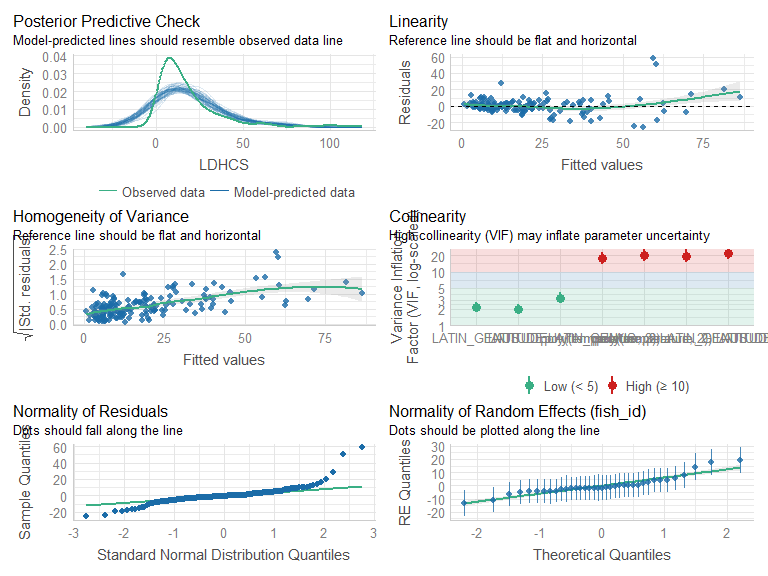 Posterior Predictive Check
Model-predicted lines should resemble observed data line
Density
0.04
0.03
0.02
0.01
0.00
0
50
100
LDHCS
Observed data
Model-predicted data
Linearity
Reference line should be flat and horizontal
Residuals
60
40
20
0
-20
0
25
50
75
Fitted values
Homogeneity of Variance
Reference line should be flat and horizontal
√|Std. residuals|
2.5
2.0
1.5
1.0
0.5
0.0
0
25
50
75
Fitted values
Collinearity
High collinearity (VIF) may inflate parameter uncertainty
Variance Inflation
Factor (VIF, log-scaled)
20
10
5
2
1
Low (< 5)
High (≥ 10)
Normality of Residuals
Dots should fall along the line
Sample Quantiles
60
40
20
0
-20
-3
-2
-1
0
1
2
3
Standard Normal Distribution Quantiles
Normality of Random Effects (fish_id)
Dots should be plotted along the line
RE Quantiles
30
20
10
0
-10
-20
-2
-1
0
1
2
Theoretical Quantiles